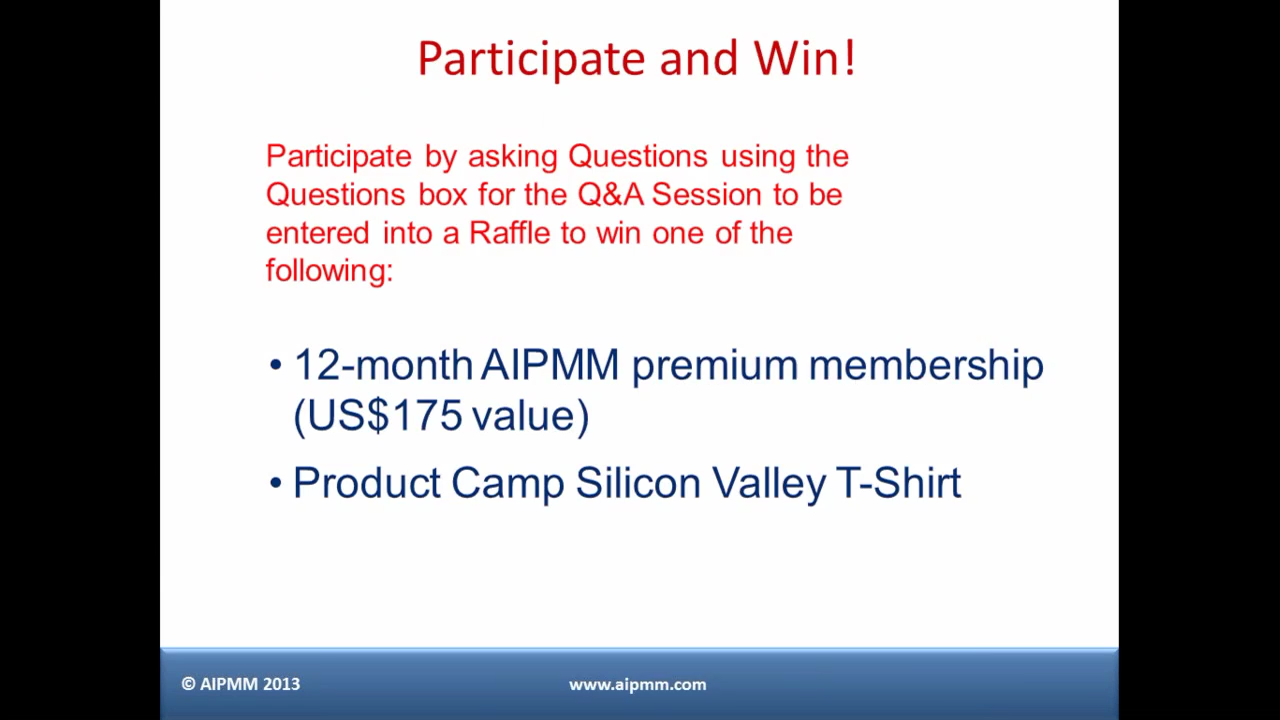 Participate and Win!
Participate by asking Questions using the
Questions box for the Q&A Session to be
entered into a Raffle to win one of the
following:
• 12-month AIPMM premium membership
(US$175 value)
• Product Camp Silicon Valley T-Shirt
© AIPMM 2013
www.aipmm.com